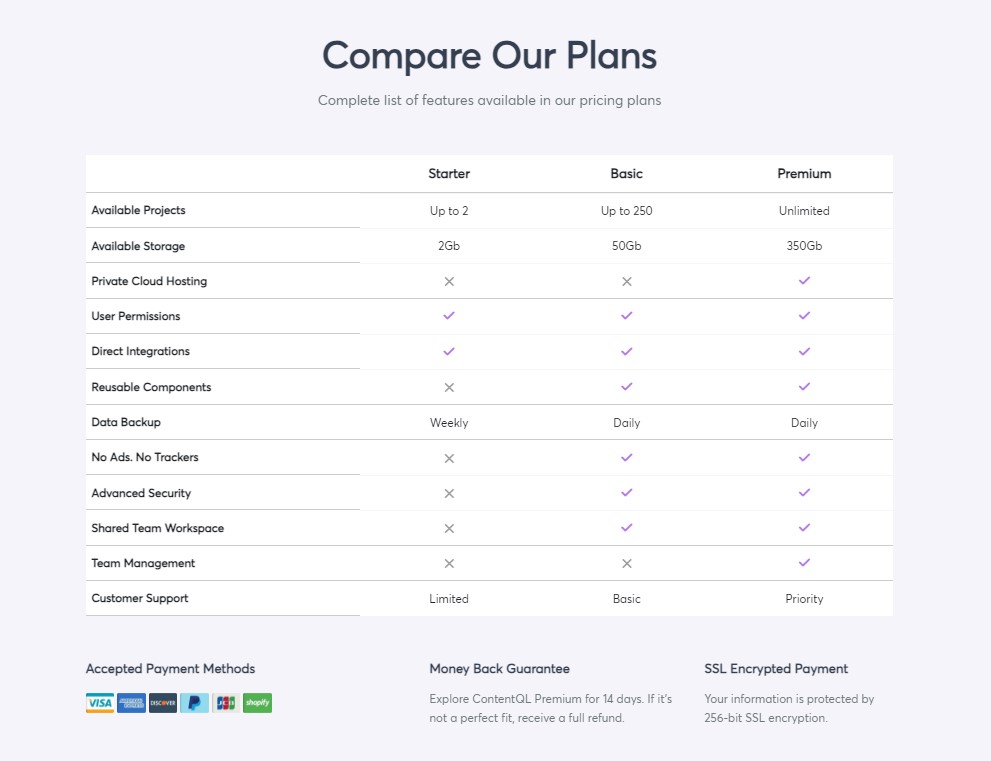 Compare Our Plans
Complete list of features available in our pricing plans
Starter Basic Premium
Available Projects Up to 2 Up to 250 Unlimited
Available Storage 2Gb 50Gb 350Gb
Private Cloud Hosting
User Permissions
Direct Integrations
Reusable Components
Data Backup Weekly Daily Daily
No Ads. No Trackers
Advanced Security
Shared Team Workspace
Team Management
Customer Support Limited Basic Priority
Accepted Payment Methods
VISA AMERICAN EXPRESS DISCOVER JCB shopify
Money Back Guarantee
Explore ContentQL Premium for 14 days. If it's
not a perfect fit, receive a full refund.
SSL Encrypted Payment
Your information is protected by
256-bit SSL encryption.